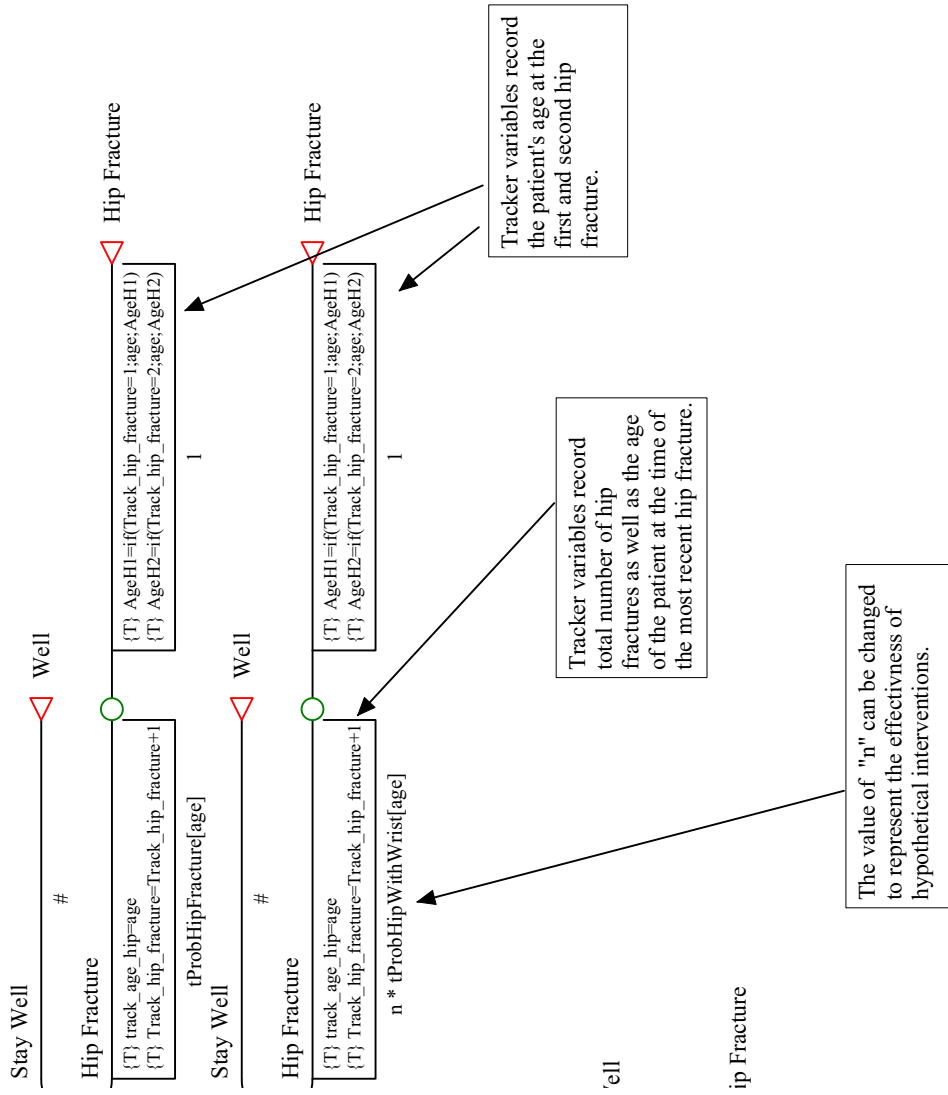 Stay Well
#
Well
Hip Fracture
{T} track_age_hip=age
{T} Track_hip_fracture=Track_hip_fracture+1
tProbHipFracture[age]
{T} AgeH1=if(Track_hip_fracture=1;age;AgeH1)
{T} AgeH2=if(Track_hip_fracture=2;age;AgeH2)
1
Hip Fracture
Stay Well
#
Well
Hip Fracture
{T} track_age_hip=age
{T} Track_hip_fracture=Track_hip_fracture+1
n * tProbHipWithWrist[age]
{T} AgeH1=if(Track_hip_fracture=1;age;AgeH1)
{T} AgeH2=if(Track_hip_fracture=2;age;AgeH2)
1
Hip Fracture
Tracker variables record
the patient's age at the
first and second hip
fracture.
Tracker variables record
total number of hip
fractures as well as the age
of the patient at the time of
the most recent hip fracture.
The value of "n" can be changed
to represent the effectivness of
hypothetical interventions.
ell
ip Fracture